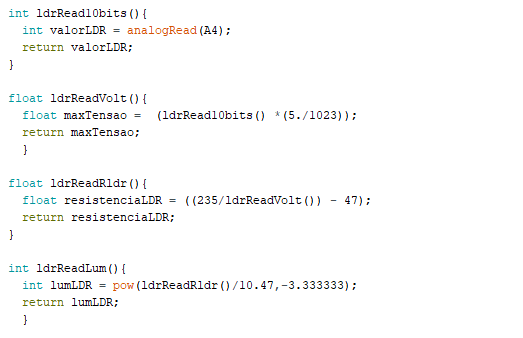 int ldrRead10bits(){
  int valorLDR = analogRead(A4);
  return valorLDR;
}
float ldrReadVolt(){
  float maxTensao =  (ldrRead10bits() *(5./1023));
  return maxTensao;
  }
float ldrReadRldr(){
  float resistenciaLDR = ((235/ldrReadVolt()) - 47);
  return resistenciaLDR;
}
int ldrReadLum(){
  int lumLDR = pow(ldrReadRldr()/10.47,-3.333333);
  return lumLDR;
  }